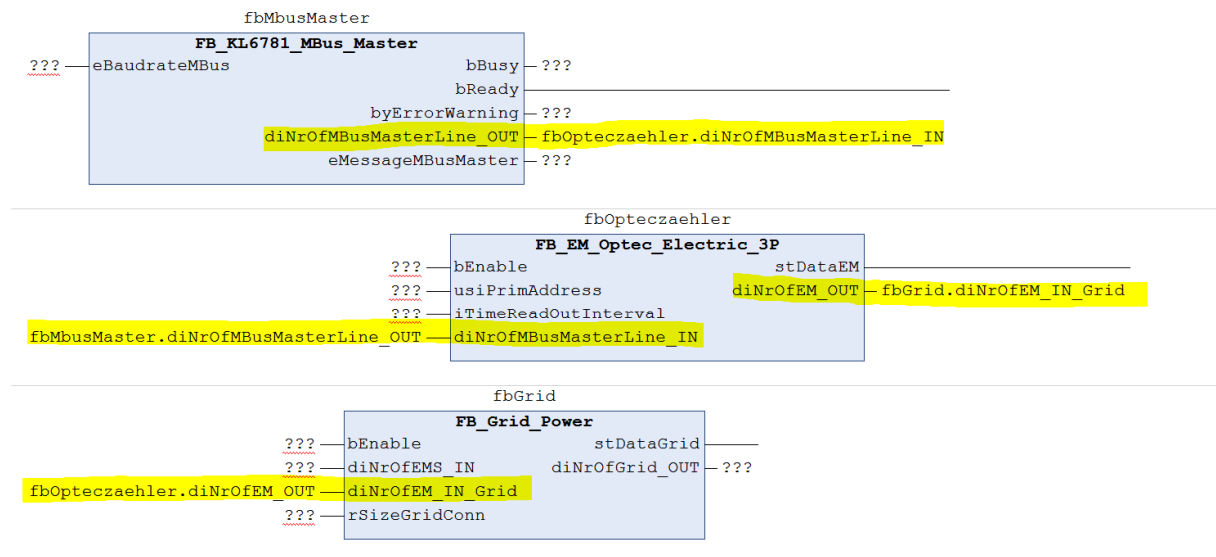 fbMbusMaster
FB_KL6781_MBus_Master
??? eBaudrateMBus bBusy ???
bReady
byErrorWarning ???
diNrOfMBusMasterLine_OUT fbOpteczaehler.diNrOfMBusMasterLine_IN
eMessageMBusMaster ???
fbOpteczaehler
FB_EM_Optec_Electric_3P
??? bEnable stDataEM
??? usiPrimAddress diNrOfEM_OUT fbGrid.diNrOfEM_IN_Grid
??? iTimeReadOutInterval
fbMbusMaster.diNrOfMBusMasterLine_OUT diNrOfMBusMasterLine_IN
fbGrid
FB_Grid_Power
??? bEnable stDataGrid
??? diNrOfEMS_IN diNrOfGrid_OUT ???
fbOpteczaehler.diNrOfEM_OUT diNrOfEM_IN_Grid
??? rSizeGridConn